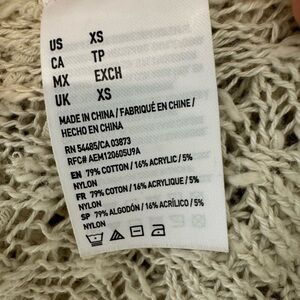 US XS
CA TP
MX EXCH
UK XS
MADE IN CHINA / FABRIQUÉ EN CHINE /
HECHO EN CHINA
RN 54485/CA 03873
RFC# AEM120605U9A
EN 79% COTTON / 16% ACRYLIC / 5%
NYLON
FR 79% COTON / 16% ACRYLIQUE / 5%
NYLON
SP 79% ALGODÓN / 16% ACRÍLICO / 5%
NYLON